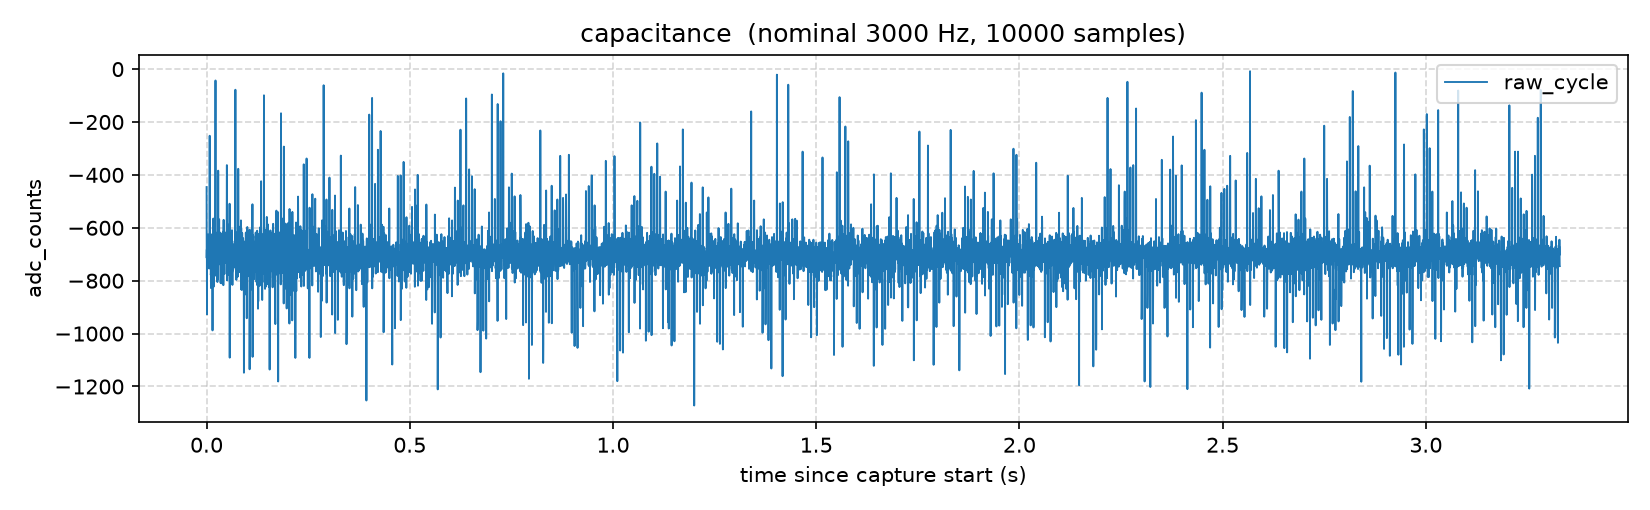 capacitance  (nominal 3000 Hz, 10000 samples)
raw_cycle
adc_counts
0
−200
−400
−600
−800
−1000
−1200
0.0 0.5 1.0 1.5 2.0 2.5 3.0
time since capture start (s)